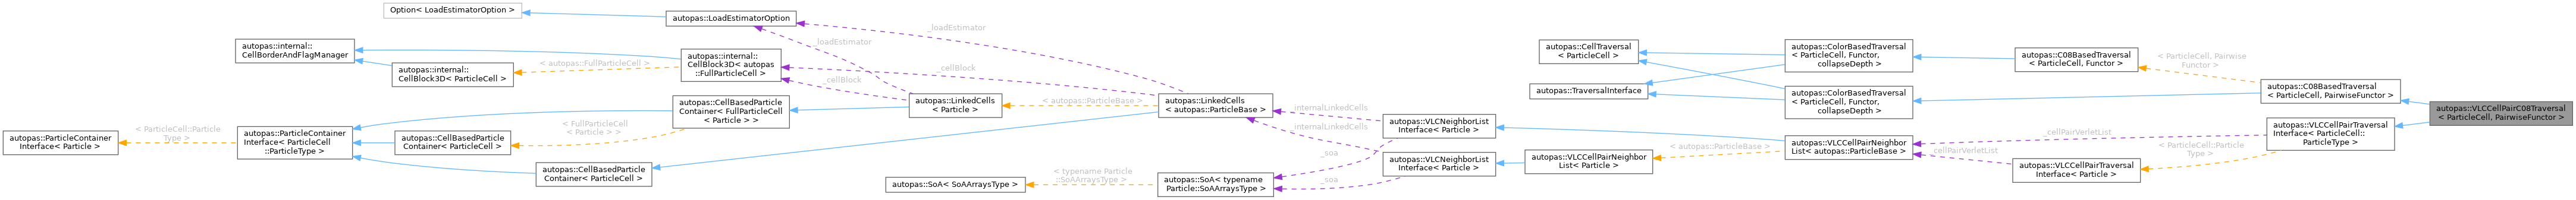 Option< LoadEstimatorOption >
autopas::LoadEstimatorOption
_loadEstimator
_loadEstimator
autopas::internal::
CellBorderAndFlagManager
autopas::internal::
CellBlock3D< ParticleCell >
< autopas::FullParticleCell >
autopas::internal::
CellBlock3D< autopas
::FullParticleCell >
_cellBlock
_cellBlock
autopas::ParticleContainer
Interface< Particle >
< ParticleCell::Particle
Type >
autopas::ParticleContainer
Interface< ParticleCell
::ParticleType >
autopas::CellBasedParticle
Container< ParticleCell >
< FullParticleCell
< Particle > >
autopas::CellBasedParticle
Container< FullParticleCell
< Particle > >
autopas::CellBasedParticle
Container< ParticleCell >
autopas::LinkedCells
< Particle >
< autopas::ParticleBase >
autopas::LinkedCells
< autopas::ParticleBase >
autopas::SoA< SoAArraysType >
< typename Particle
::SoAArraysType >
autopas::SoA< typename
Particle::SoAArraysType >
_internalLinkedCells
_internalLinkedCells
_soa
_soa
autopas::VLCNeighborList
Interface< Particle >
autopas::VLCNeighborList
Interface< Particle >
autopas::VLCCellPairNeighbor
List< Particle >
< autopas::ParticleBase >
autopas::CellTraversal
< ParticleCell >
autopas::TraversalInterface
autopas::ColorBasedTraversal
< ParticleCell, Functor,
collapseDepth >
autopas::ColorBasedTraversal
< ParticleCell, Functor,
collapseDepth >
autopas::VLCCellPairNeighbor
List< autopas::ParticleBase >
autopas::C08BasedTraversal
< ParticleCell, Functor >
< ParticleCell, Pairwise
Functor >
autopas::C08BasedTraversal
< ParticleCell, PairwiseFunctor >
_cellPairVerletList
_cellPairVerletList
autopas::VLCCellPairTraversal
Interface< Particle >
< ParticleCell::Particle
Type >
autopas::VLCCellPairTraversal
Interface< ParticleCell::
ParticleType >
autopas::VLCCellPairC08Traversal
< ParticleCell, PairwiseFunctor >